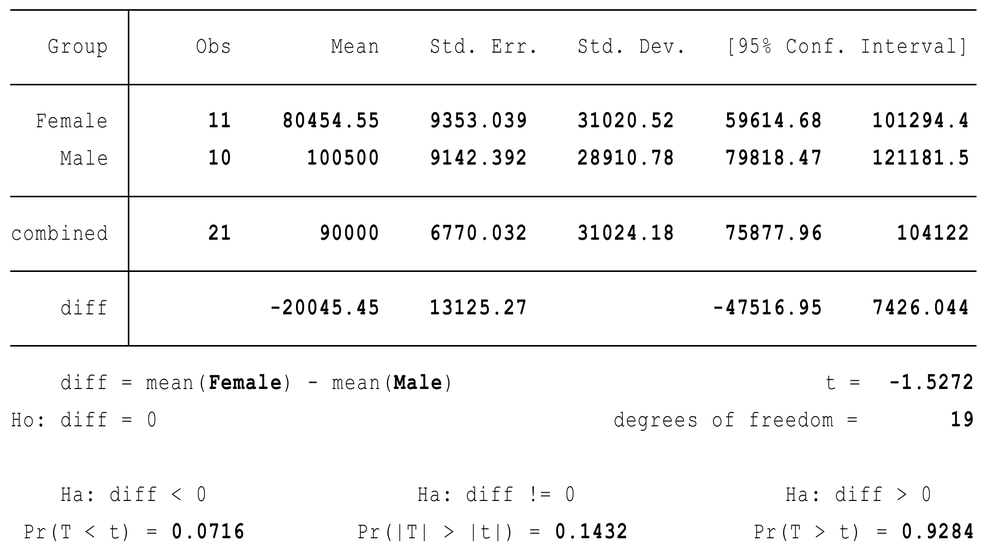 Group Obs Mean Std. Err. Std. Dev. [95% Conf. Interval]
Female 11 80454.55 9353.039 31020.52 59614.68 101294.4
Male 10 100500 9142.392 28910.78 79818.47 121181.5
combined 21 90000 6770.032 31024.18 75877.96 104122
diff -20045.45 13125.27 -47516.95 7426.044
diff = mean(Female) - mean(Male) t = -1.5272
Ho: diff = 0 degrees of freedom = 19
Ha: diff < 0 Ha: diff != 0 Ha: diff > 0
Pr(T < t) = 0.0716 Pr(|T| > |t|) = 0.1432 Pr(T > t) = 0.9284